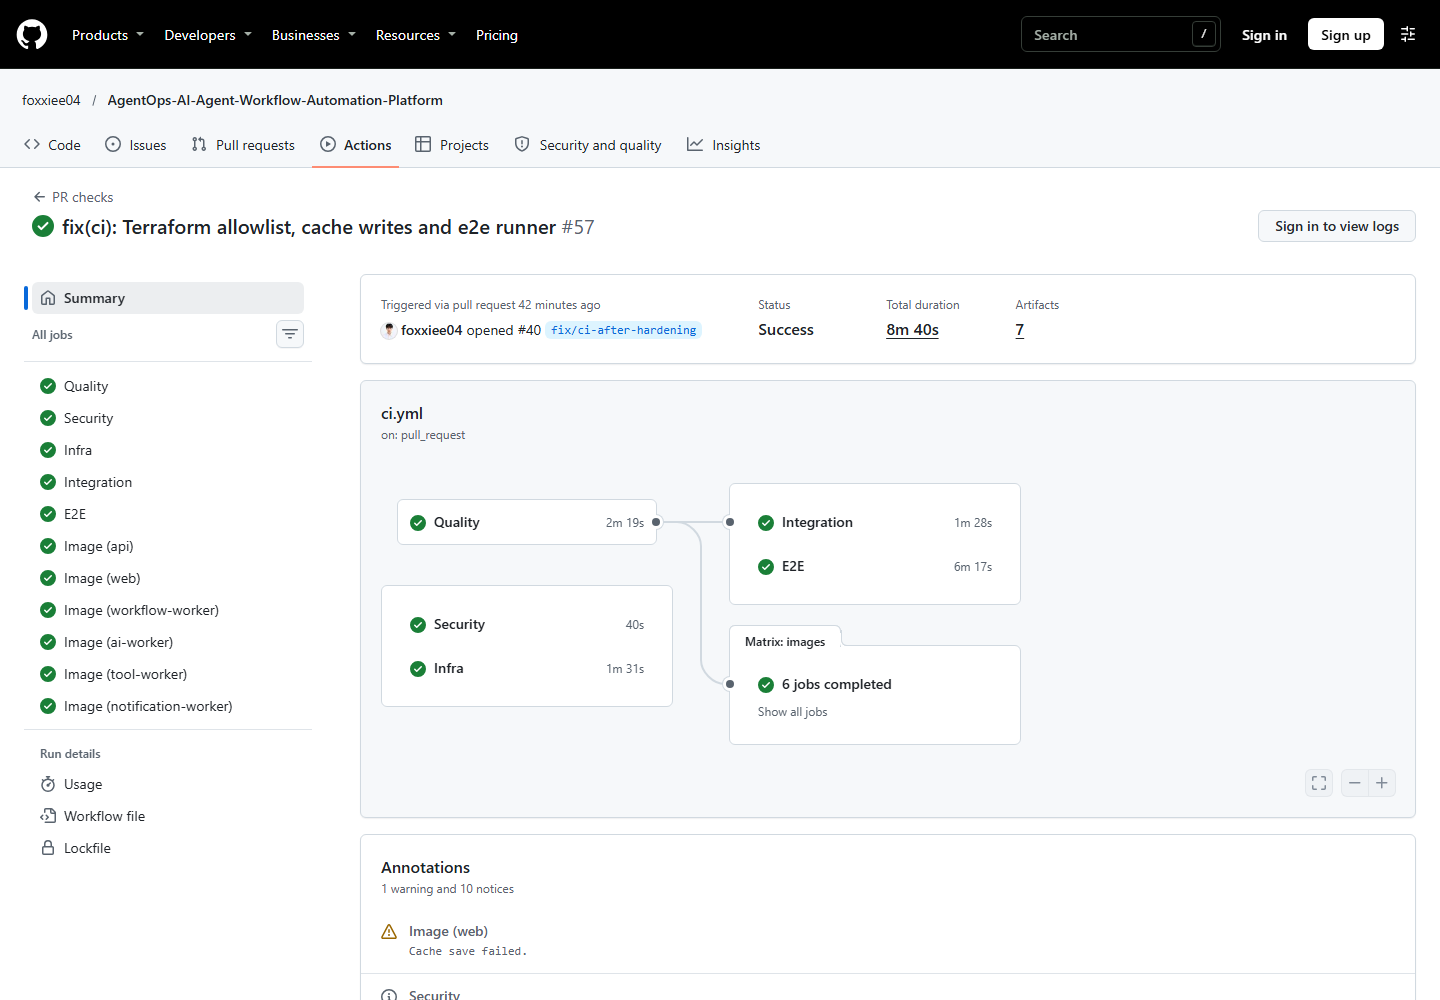 Products
Developers
Businesses
Resources
Pricing
Search
/
Sign in
Sign up
foxxiee04 / AgentOps-AI-Agent-Workflow-Automation-Platform
Code
Issues
Pull requests
Actions
Projects
Security and quality
Insights
PR checks
fix(ci): Terraform allowlist, cache writes and e2e runner #57
Sign in to view logs
Summary
All jobs
Quality
Security
Infra
Integration
E2E
Image (api)
Image (web)
Image (workflow-worker)
Image (ai-worker)
Image (tool-worker)
Image (notification-worker)
Run details
Usage
Workflow file
Lockfile
Triggered via pull request 42 minutes ago
foxxiee04 opened #40 fix/ci-after-hardening
Status
Success
Total duration
8m 40s
Artifacts
7
ci.yml
on: pull_request
Quality 2m 19s
Security 40s
Infra 1m 31s
Integration 1m 28s
E2E 6m 17s
Matrix: images
6 jobs completed
Show all jobs
Annotations
1 warning and 10 notices
Image (web)
Cache save failed.
Security